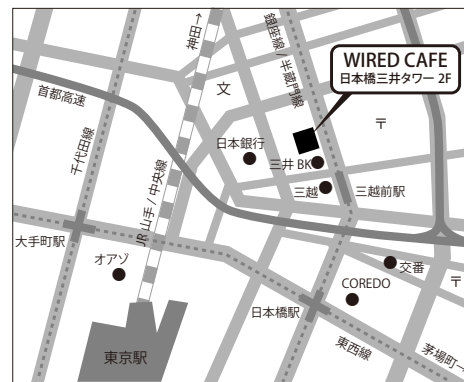 神田→
銀座線 / 半蔵門線
WIRED CAFE
日本橋三井タワー 2F
首都高速
文
〒
千代田線
日本銀行
三井 BK
三越
三越前駅
JR 山手 / 中央線
大手町駅
オアゾ
交番
〒
COREDO
日本橋駅
東京駅
東西線
茅場町→